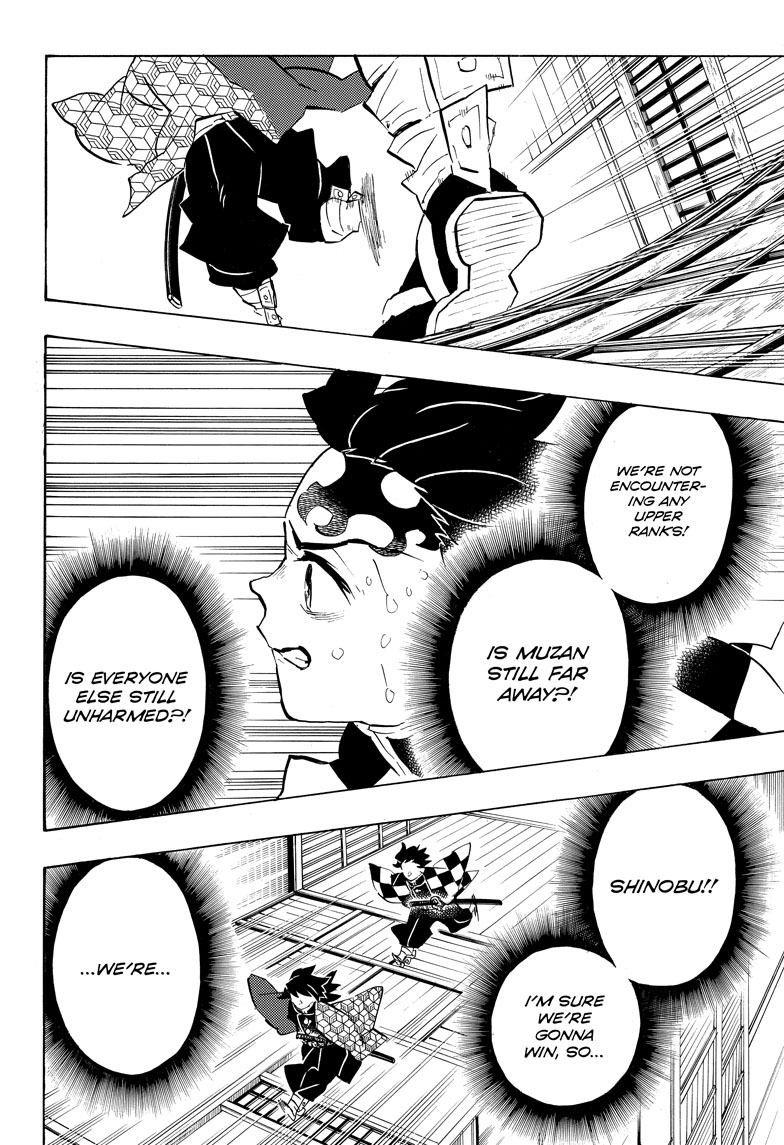 WE'RE NOT
ENCOUNTER-
ING ANY
UPPER
RANKS!
IS MUZAN
STILL FAR
AWAY?!
IS EVERYONE
ELSE STILL
UNHARMED?!
SHINOBU!!
I'M SURE
WE'RE
GONNA
WIN, SO...
...WE'RE...